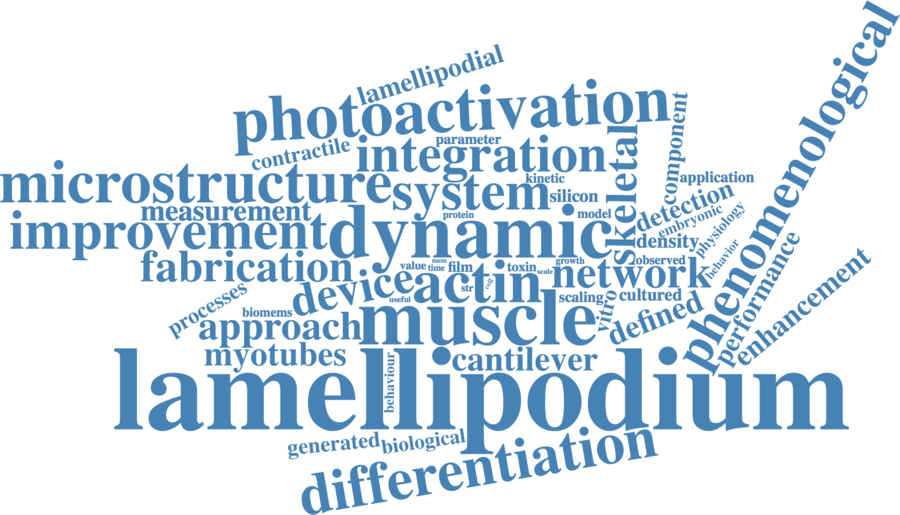 lamellipodial
photoactivation
phenomenological
contractile
parameter
integration
component
skeletal
microstructure
system
kinetic
silicon
application
measurement
protein
model
detection
embryonic
physiology
improvement
dynamic
density
behavior
fabrication
value
mem
time
film
toxin
growth
scale
observed
network
performance
enhancement
processes
device
useful
actin
str
cell
scaling
cultured
vitro
defined
biomems
approach
muscle
myotubes
behaviour
cantilever
lamellipodium
generated
biological
differentiation